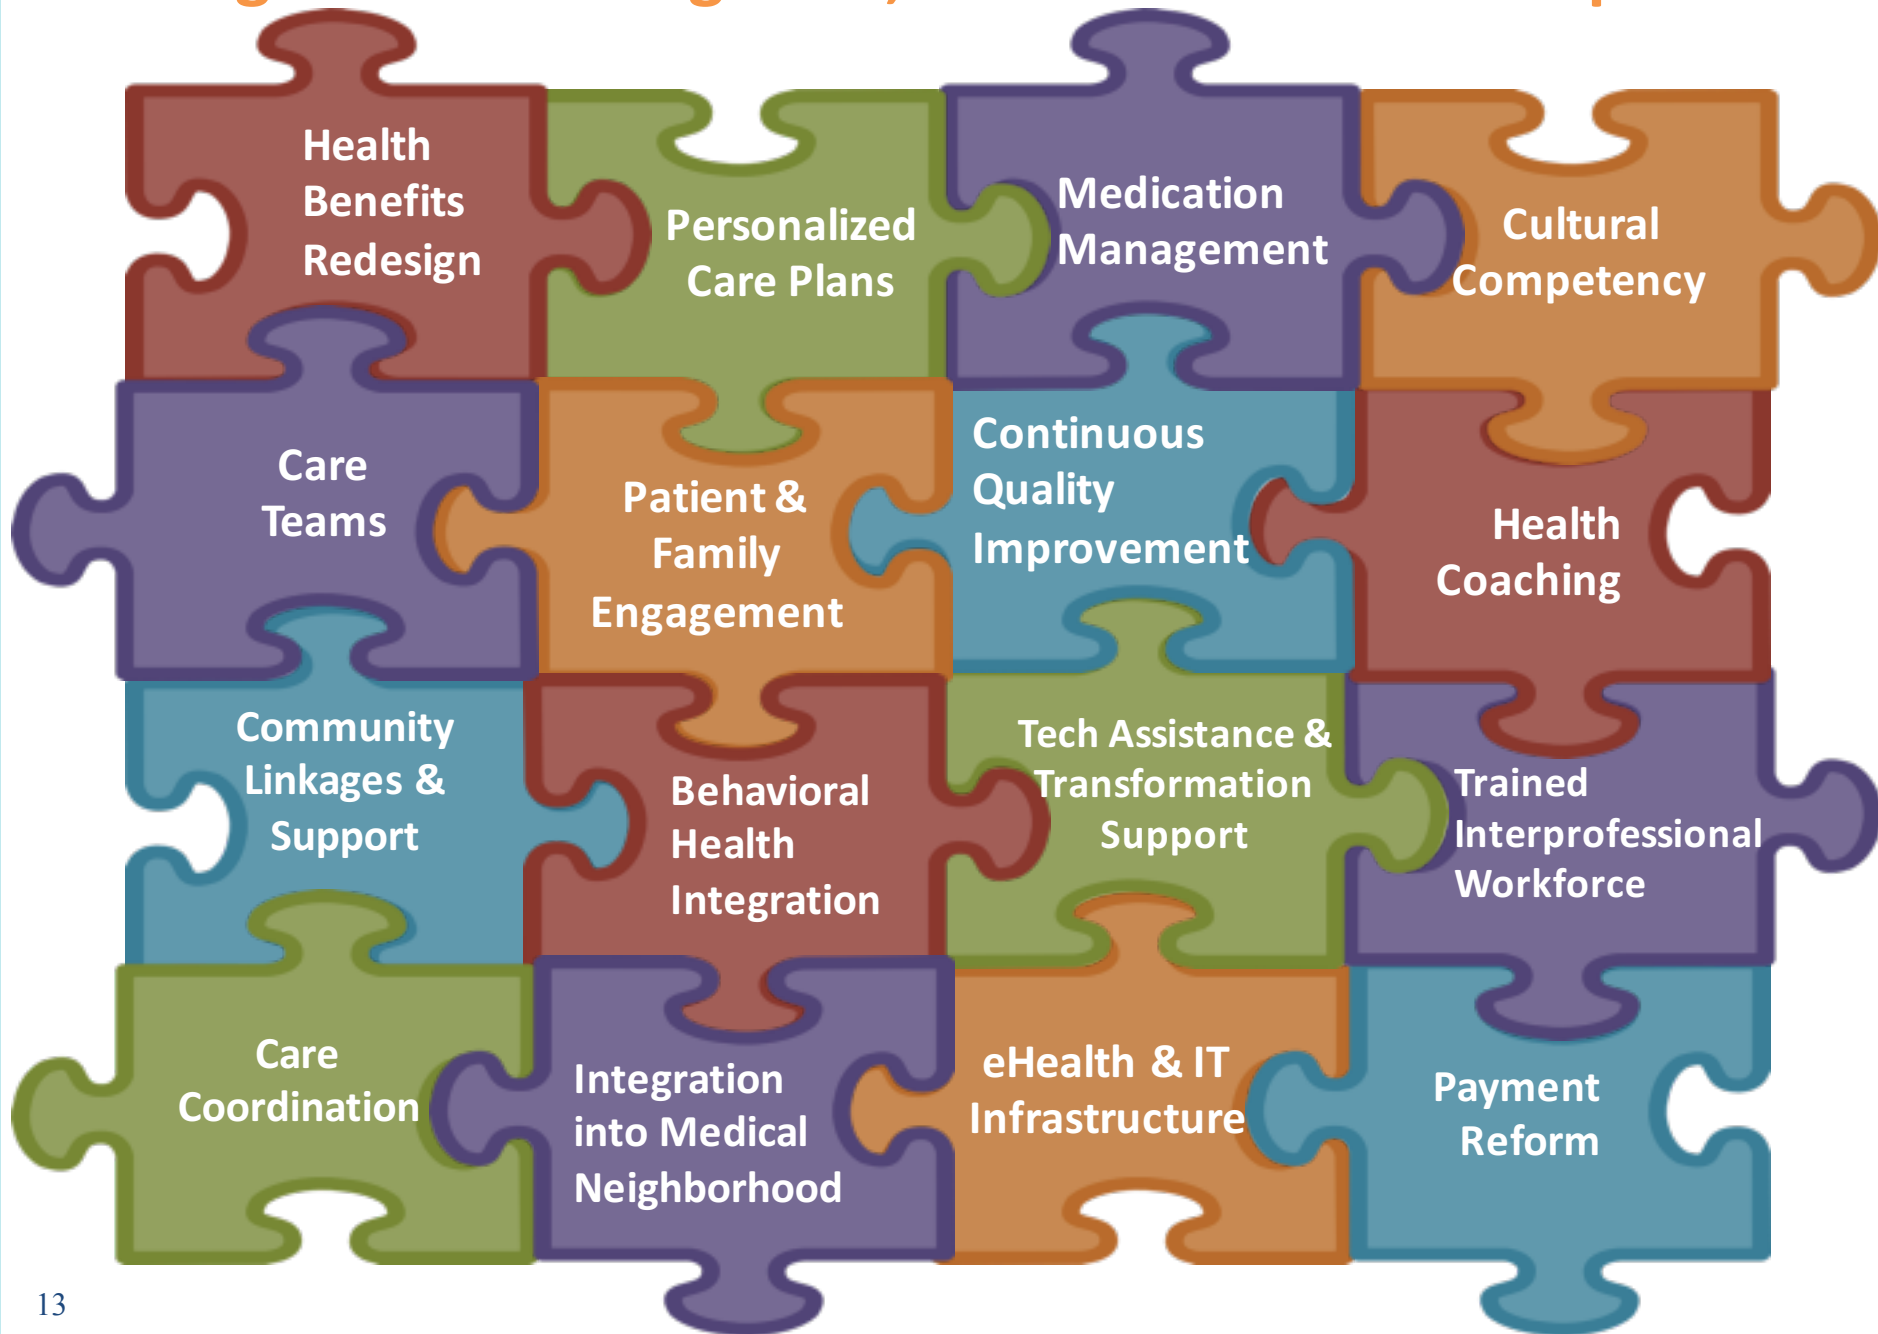 Health
Benefits
Redesign
Personalized
Care Plans
Medication
Management
Cultural
Competency
Care
Teams
Patient &
Family
Engagement
Continuous
Quality
Improvement
Health
Coaching
Community
Linkages &
Support
Behavioral
Health
Integration
Tech Assistance &
Transformation
Support
Trained
Interprofessional
Workforce
Care
Coordination
Integration
into Medical
Neighborhood
eHealth & IT
Infrastructure
Payment
Reform
13